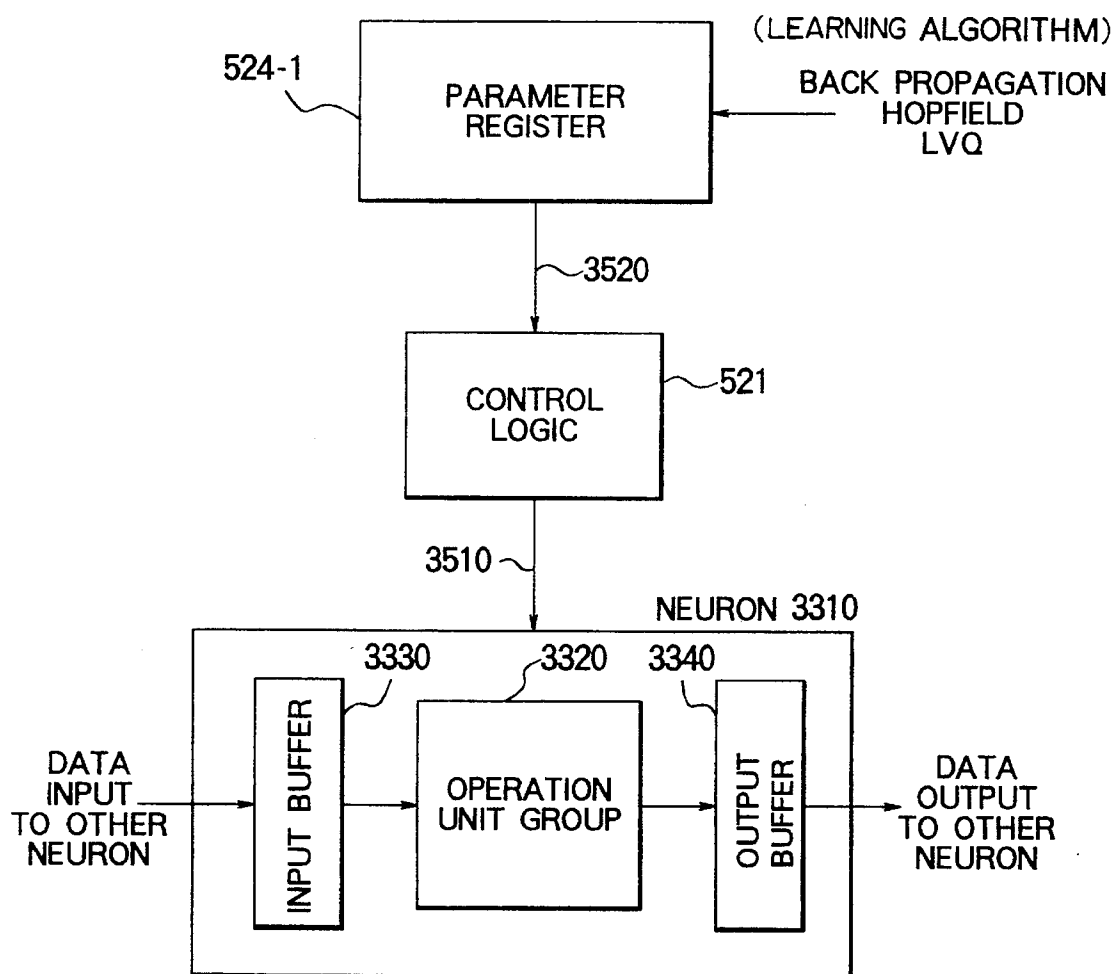 (LEARNING ALGORITHM)
524-1
PARAMETER
REGISTER
BACK PROPAGATION
HOPFIELD
LVQ
3520
CONTROL
LOGIC
521
3510
NEURON 3310
3330
3320
3340
DATA
INPUT
TO OTHER
NEURON
INPUT BUFFER
OPERATION
UNIT GROUP
OUTPUT
BUFFER
DATA
OUTPUT
TO OTHER
NEURON